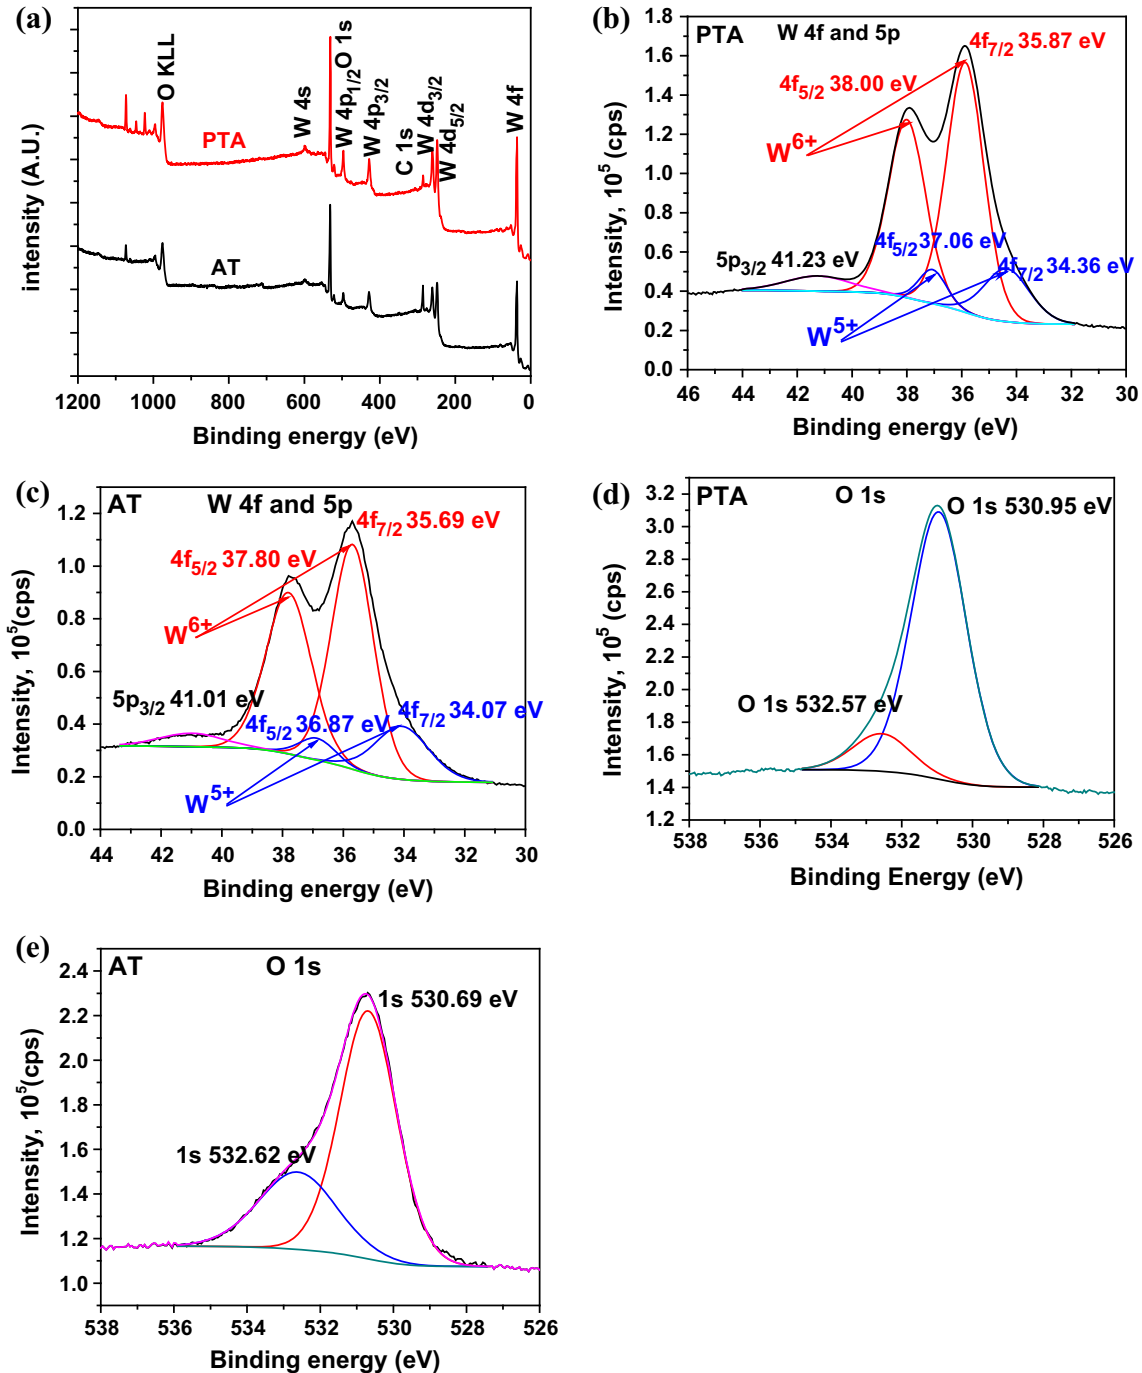 (a)
intensity (A.U.)
O KLL
PTA
AT
W 4s
O 1s
W 4p1/2
W 4p3/2
C 1s
W 4d3/2
W 4d5/2
W 4f
1200 1000 800 600 400 200 0
Binding energy (eV)
(b)
PTA W 4f and 5p
Intensity, 10^5 (cps)
1.8
1.6
1.4
1.2
1.0
0.8
0.6
0.4
0.2
0.0
4f7/2 35.87 eV
4f5/2 38.00 eV
W6+
4f5/2 37.06 eV
5p3/2 41.23 eV
4f7/2 34.36 eV
W5+
46 44 42 40 38 36 34 32 30
Binding energy (eV)
(c)
AT W 4f and 5p
Intensity, 10^5(cps)
1.2
1.0
0.8
0.6
0.4
0.2
0.0
4f7/2 35.69 eV
4f5/2 37.80 eV
W6+
5p3/2 41.01 eV
4f5/2 36.87 eV
4f7/2 34.07 eV
W5+
44 42 40 38 36 34 32 30
Binding energy (eV)
(d)
PTA O 1s
Intensity, 10^5 (cps)
3.2
3.0
2.8
2.6
2.4
2.2
2.0
1.8
1.6
1.4
1.2
O 1s 530.95 eV
O 1s 532.57 eV
538 536 534 532 530 528 526
Binding Energy (eV)
(e)
AT O 1s
Intensity, 10^5(cps)
2.4
2.2
2.0
1.8
1.6
1.4
1.2
1.0
1s 530.69 eV
1s 532.62 eV
538 536 534 532 530 528 526
Binding energy (eV)